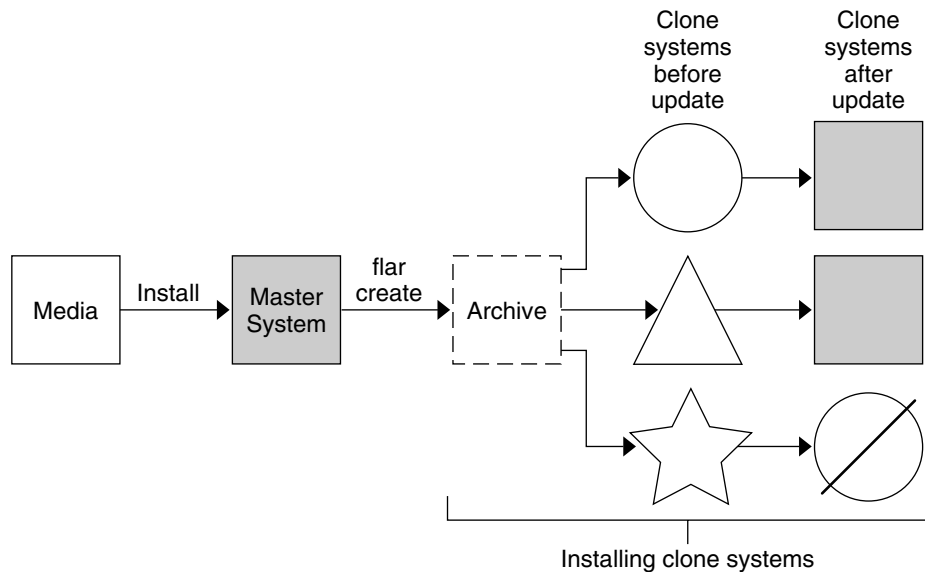 Clone
systems
before
update
Clone
systems
after
update
Media
Install
Master
System
flar
create
Archive
Installing clone systems